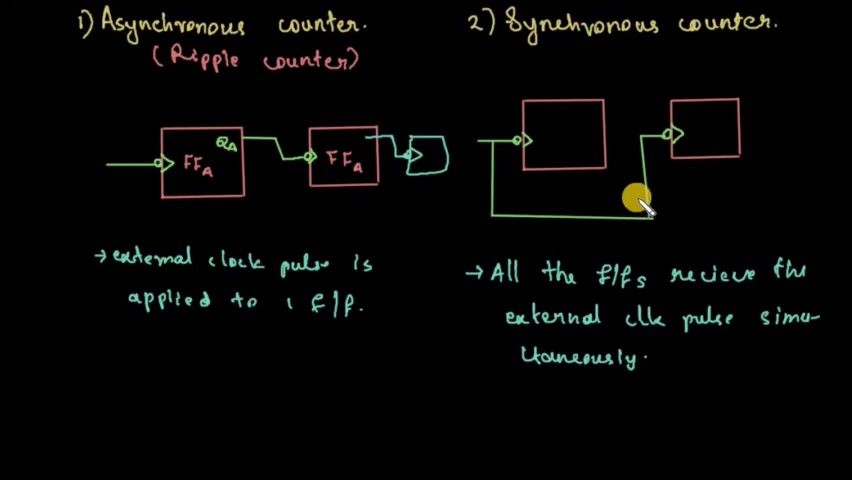 1) Asynchronous counter.
(Ripple counter)
QA
FFA
FFA
→ external clock pulse is
applied to 1 f/f.
2) Synchronous counter.
→ All the f/fs recieve the
external clk pulse simu-
ltaneously.